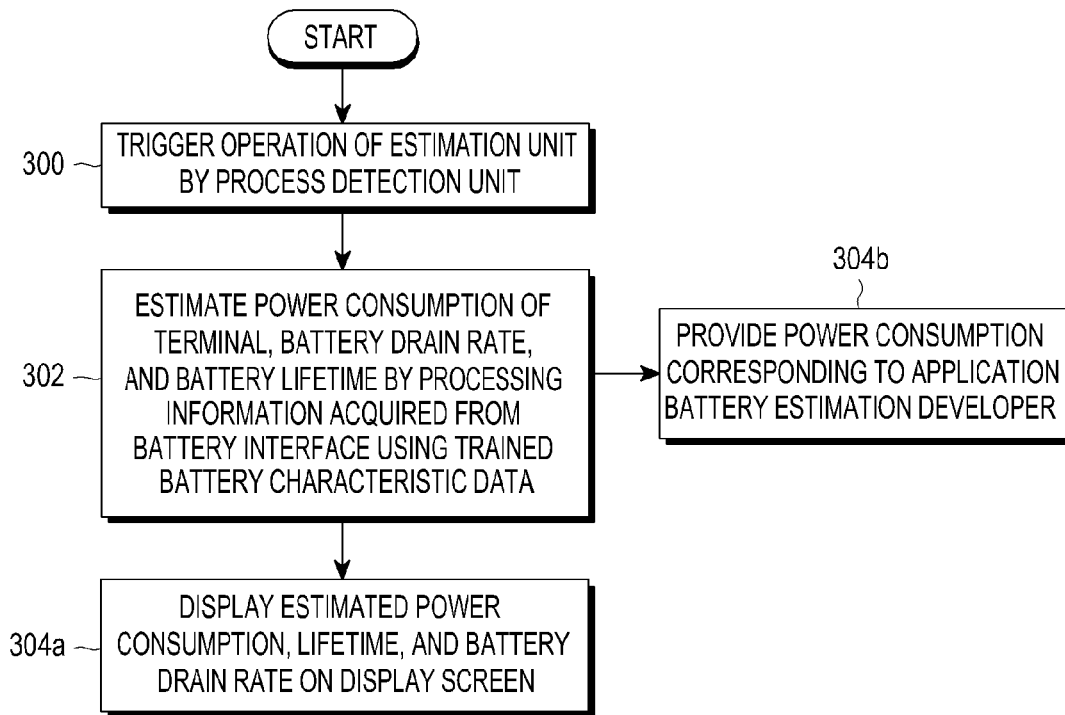 START
300
TRIGGER OPERATION OF ESTIMATION UNIT
BY PROCESS DETECTION UNIT
302
ESTIMATE POWER CONSUMPTION OF
TERMINAL, BATTERY DRAIN RATE,
AND BATTERY LIFETIME BY PROCESSING
INFORMATION ACQUIRED FROM
BATTERY INTERFACE USING TRAINED
BATTERY CHARACTERISTIC DATA
304b
PROVIDE POWER CONSUMPTION
CORRESPONDING TO APPLICATION
BATTERY ESTIMATION DEVELOPER
304a
DISPLAY ESTIMATED POWER
CONSUMPTION, LIFETIME, AND BATTERY
DRAIN RATE ON DISPLAY SCREEN